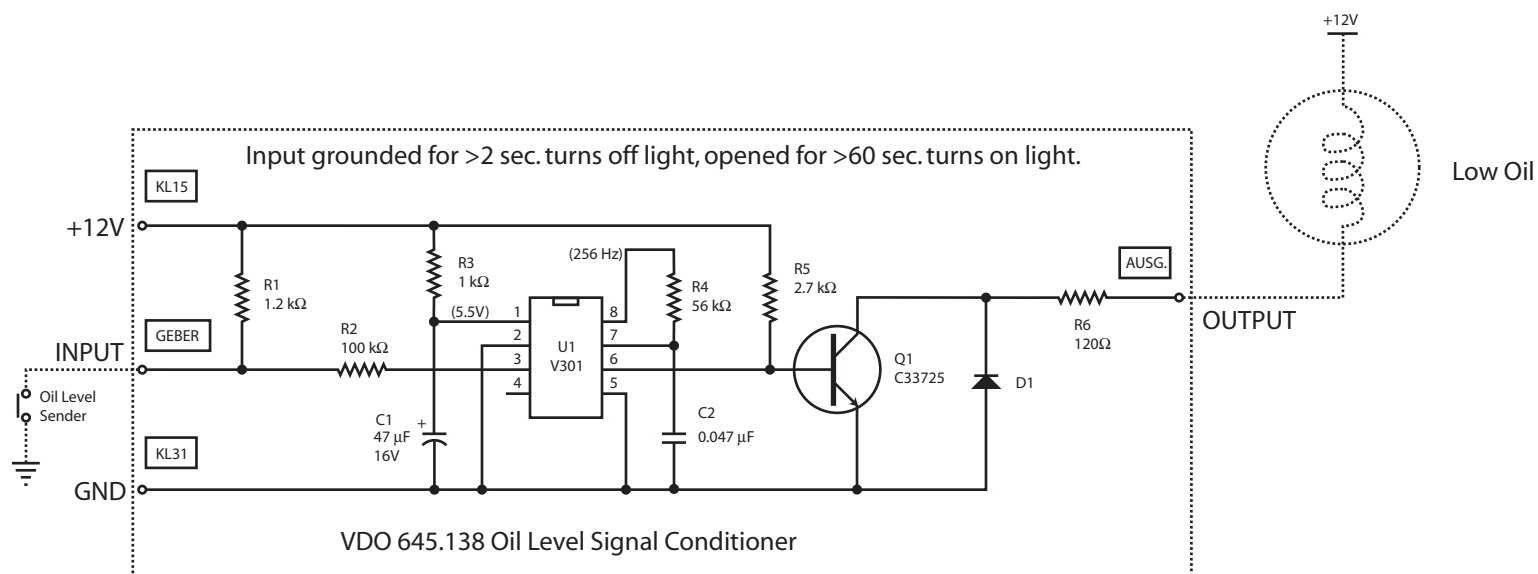 +12V
Input grounded for >2 sec. turns off light, opened for >60 sec. turns on light.
Low Oil
KL15
+12V
(256 Hz)
AUSG.
R3
1 kΩ
R5
2.7 kΩ
R1
1.2 kΩ
R4
56 kΩ
(5.5V)
1
8
OUTPUT
GEBER
R2
100 kΩ
2
7
U1
V301
R6
120Ω
INPUT
3
6
Q1
C33725
4
5
D1
Oil Level
Sender
C1
47 µF
16V
+
C2
0.047 µF
KL31
GND
VDO 645.138 Oil Level Signal Conditioner